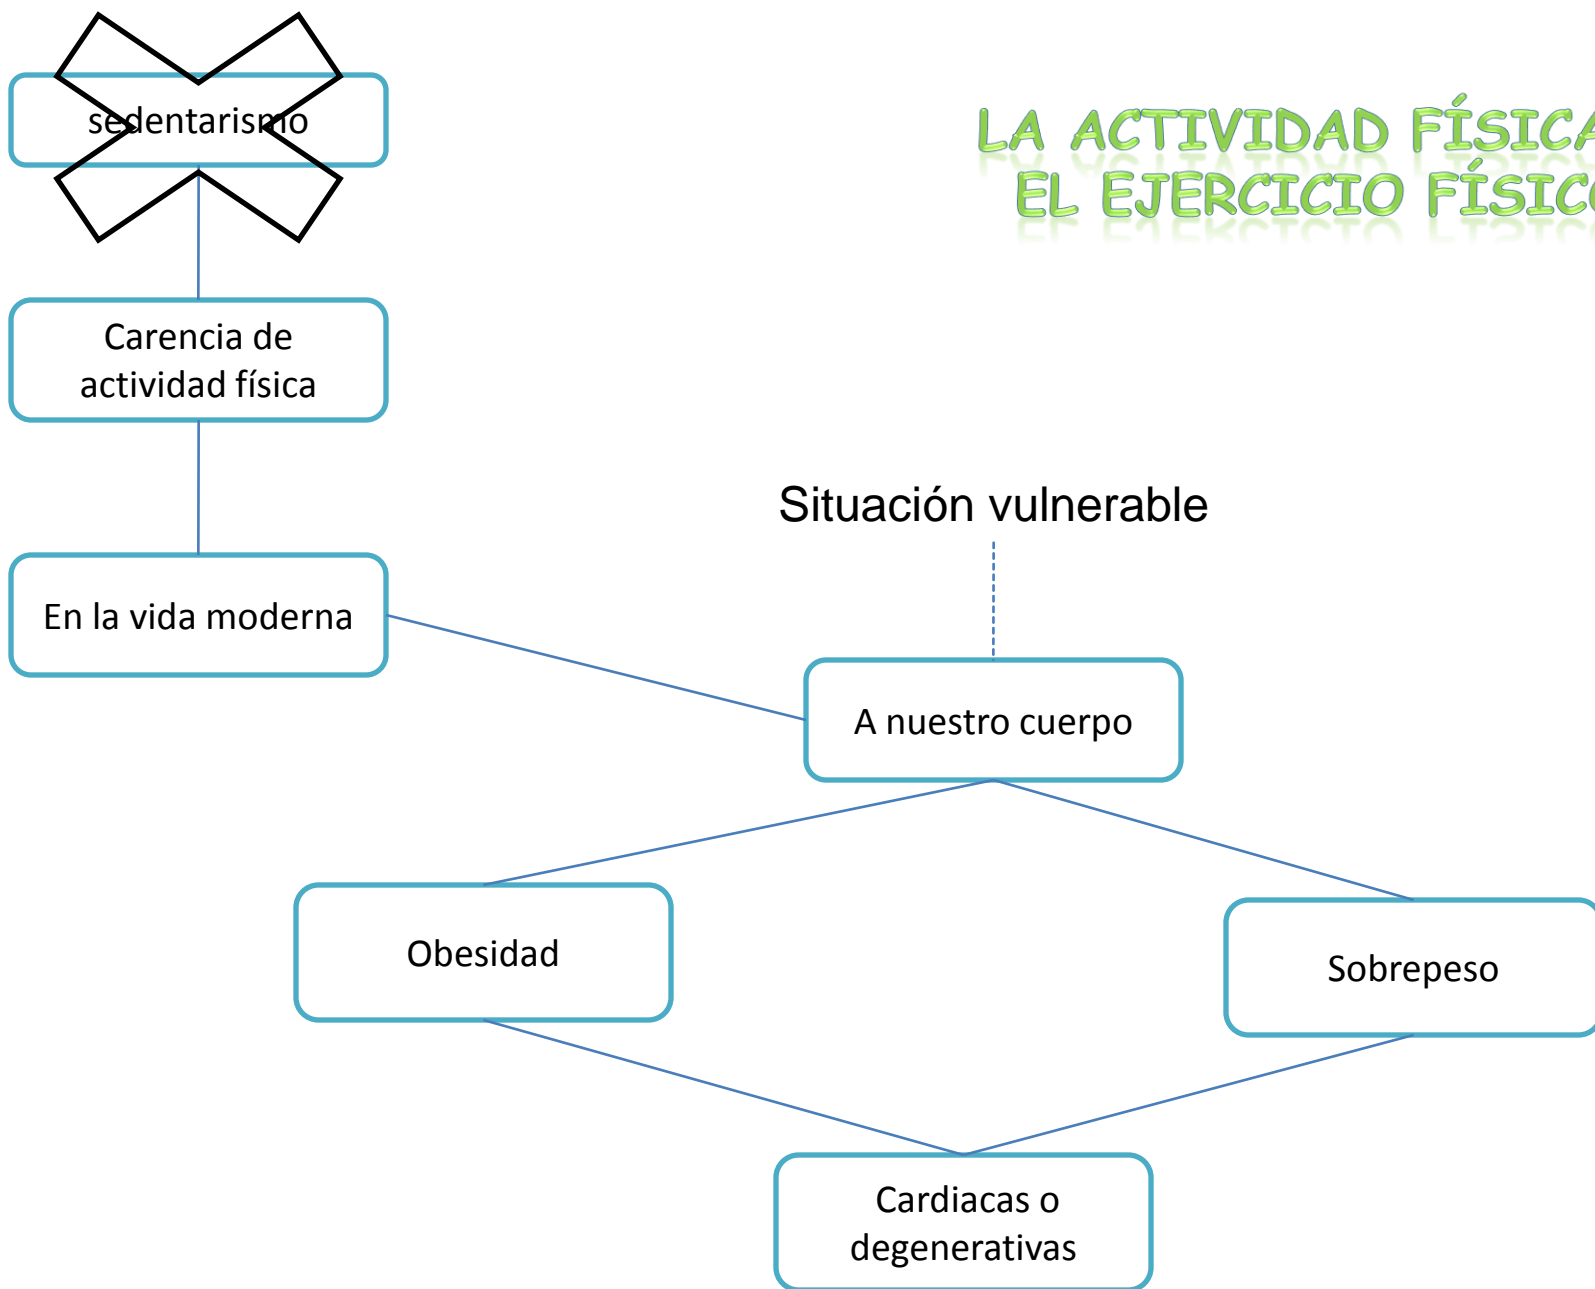 sedentarismo
LA ACTIVIDAD FÍSICA
EL EJERCICIO FÍSICO
Carencia de
actividad física
Situación vulnerable
En la vida moderna
A nuestro cuerpo
Obesidad
Sobrepeso
Cardiacas o
degenerativas